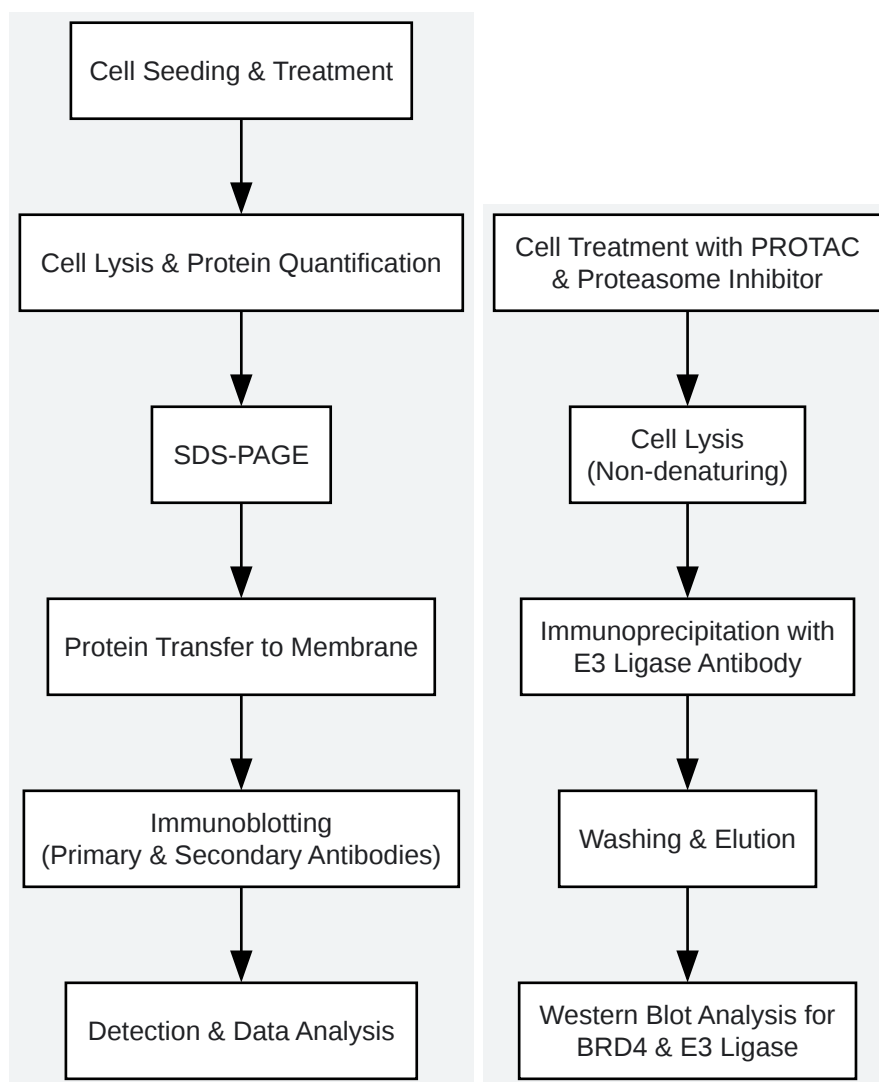 Cell Seeding & Treatment
Cell Lysis & Protein Quantification
SDS-PAGE
Protein Transfer to Membrane
Immunoblotting
(Primary & Secondary Antibodies)
Detection & Data Analysis
Cell Treatment with PROTAC
& Proteasome Inhibitor
Cell Lysis
(Non-denaturing)
Immunoprecipitation with
E3 Ligase Antibody
Washing & Elution
Western Blot Analysis for
BRD4 & E3 Ligase